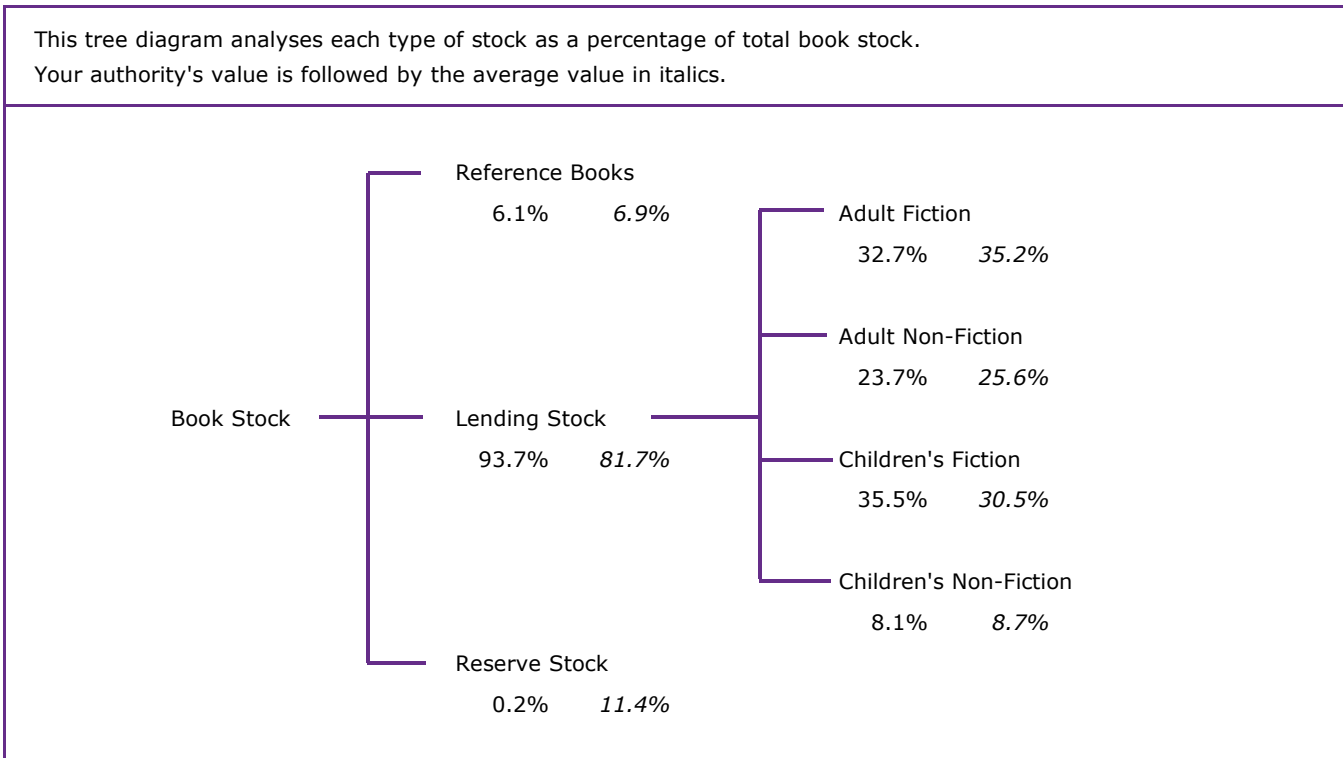 This tree diagram analyses each type of stock as a percentage of total book stock.
Your authority's value is followed by the average value in italics.
Reference Books
6.1% 6.9%
Adult Fiction
32.7% 35.2%
Adult Non-Fiction
23.7% 25.6%
Book Stock
Lending Stock
93.7% 81.7%
Children's Fiction
35.5% 30.5%
Children's Non-Fiction
8.1% 8.7%
Reserve Stock
0.2% 11.4%